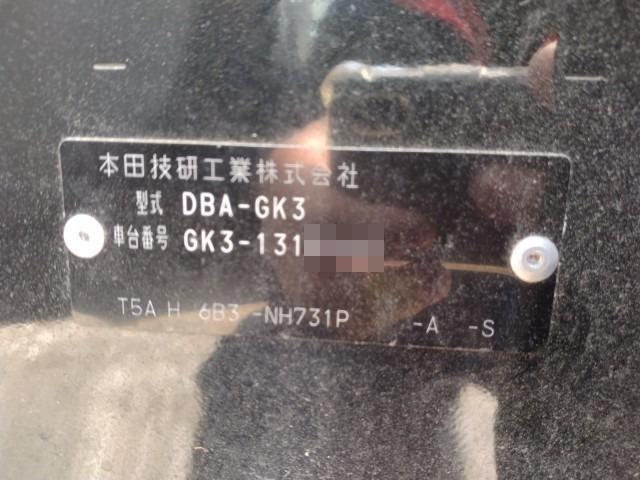 本田技研工業株式会社
型式 DBA-GK3
車台番号 GK3-131
T5A H 6B3 -NH731P -A -S